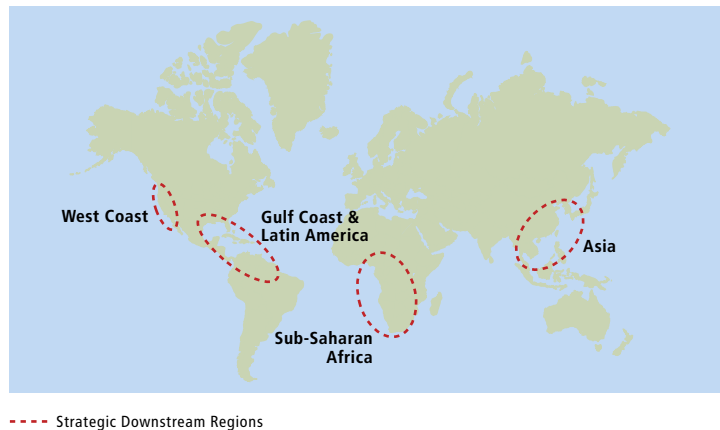 West Coast
Gulf Coast &
Latin America
Asia
Sub-Saharan
Africa
Strategic Downstream Regions